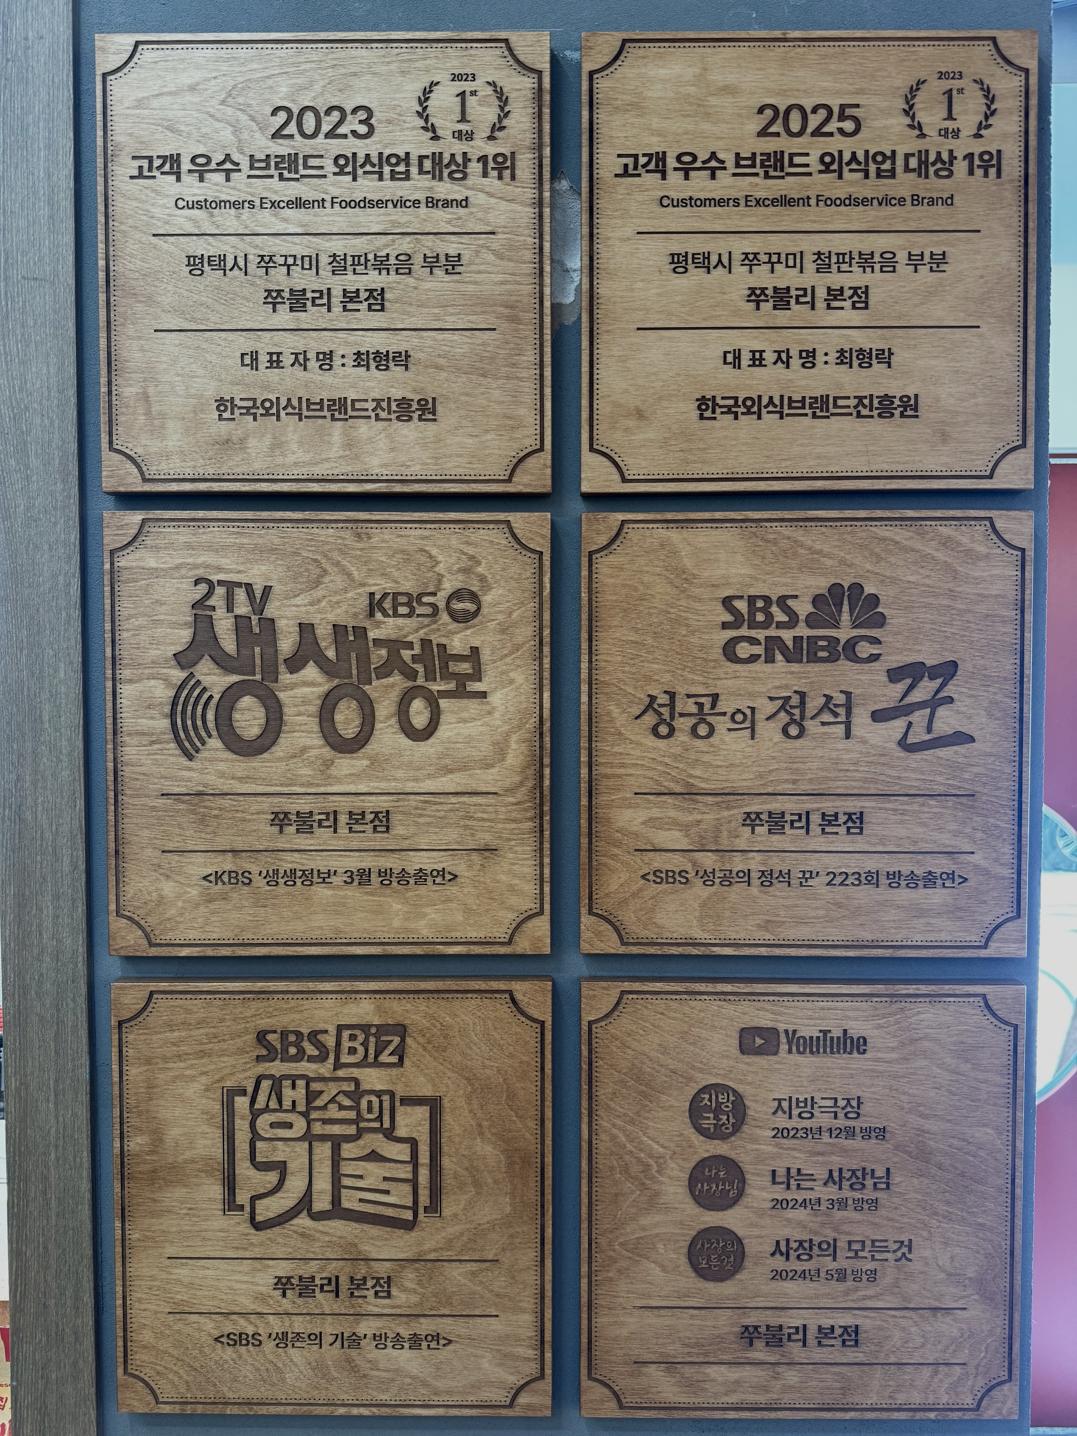 2023
2023
1st
대상
고객 우수 브랜드 외식업 대상 1위
Customers Excellent Foodservice Brand
평택시 쭈꾸미 철판볶음 부분
쭈불리 본점
대 표 자 명 : 최형락
한국외식브랜드진흥원
2025
2023
1st
대상
고객 우수 브랜드 외식업 대상 1위
Customers Excellent Foodservice Brand
평택시 쭈꾸미 철판볶음 부분
쭈불리 본점
대 표 자 명 : 최형락
한국외식브랜드진흥원
2TV
KBS
생생정보
쭈불리 본점
<KBS '생생정보' 3월 방송출연>
SBS
CNBC
성공의 정석 꾼
쭈불리 본점
<SBS '성공의 정석 꾼' 223회 방송출연>
SBS Biz
생존의
기술
쭈불리 본점
<SBS '생존의 기술' 방송출연>
YouTube
지방
극장
지방극장
2023년 12월 방영
나는
사장님
나는 사장님
2024년 3월 방영
사장의
모든것
사장의 모든것
2024년 5월 방영
쭈불리 본점